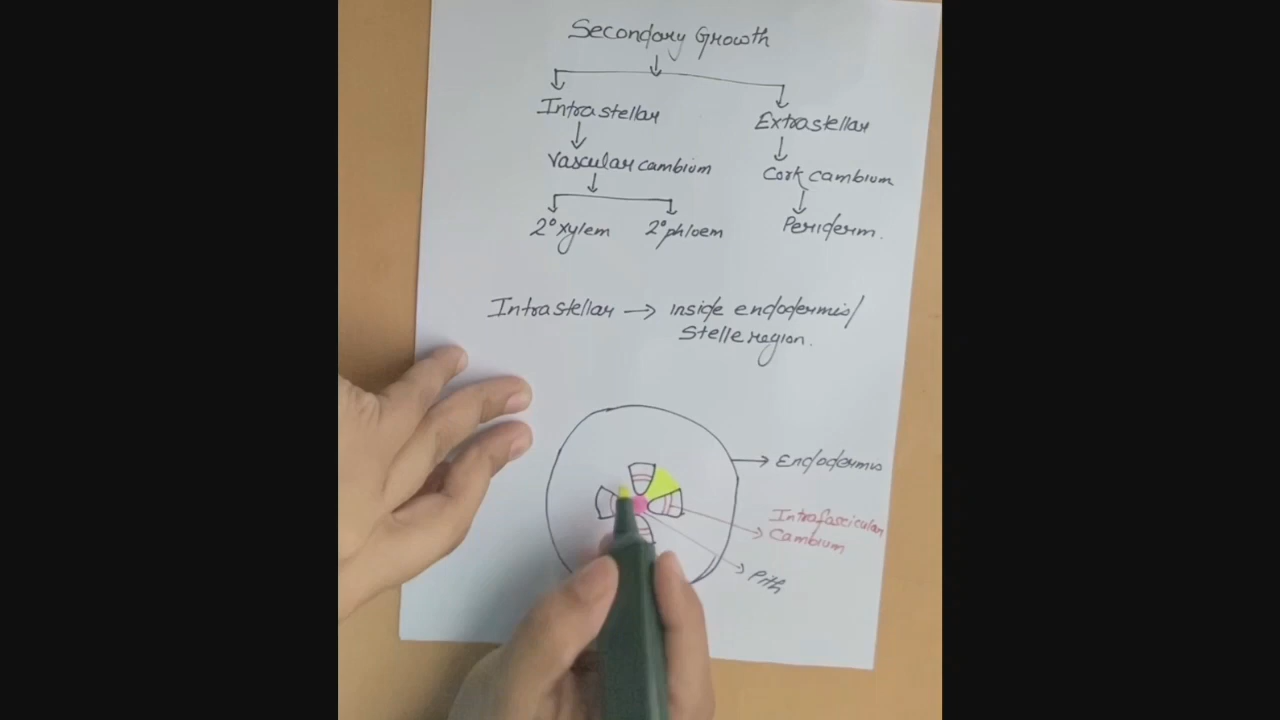 Secondary Growth
Intrastellar
Extrastellar
Vascular cambium
Cork cambium
2° xylem
2° phloem
Periderm.
Intrastellar → inside endodermis/
Stelle region.
Endodermis
Intrafascicular
Cambium
Pith